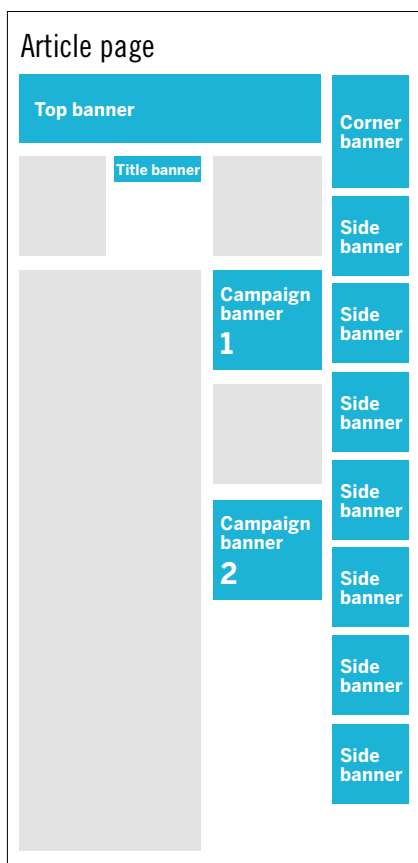 Article page
Top banner
Corner
banner
Title banner
Side
banner
Campaign
banner
1
Side
banner
Side
banner
Side
banner
Campaign
banner
2
Side
banner
Side
banner
Side
banner